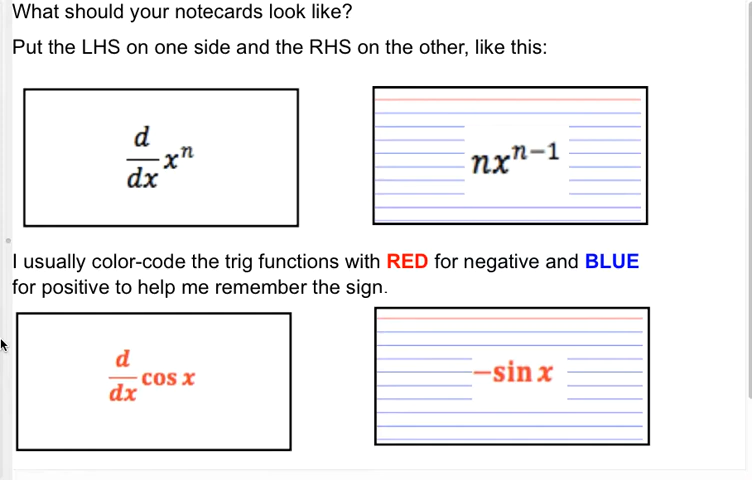 What should your notecards look like?
Put the LHS on one side and the RHS on the other, like this:
d/dx xⁿ
nxⁿ⁻¹
I usually color-code the trig functions with RED for negative and BLUE
for positive to help me remember the sign.
d/dx cos x
−sin x